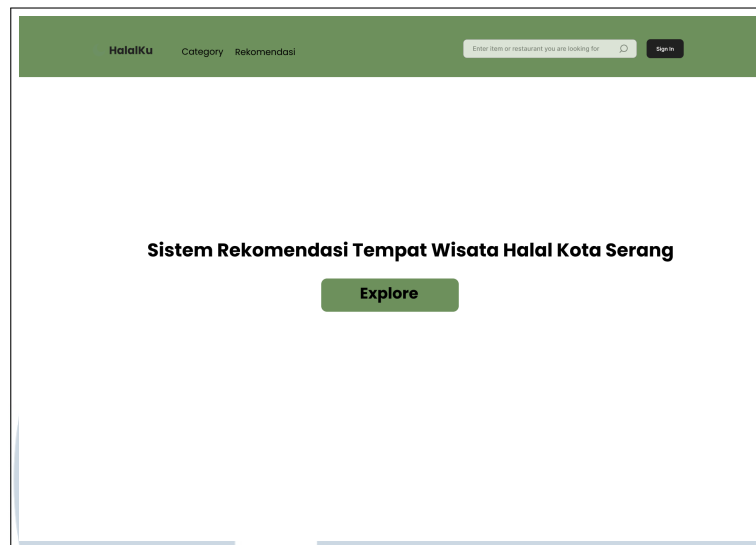 HalalKu Category Rekomendasi Enter item or restaurant you are looking for Sign In
Sistem Rekomendasi Tempat Wisata Halal Kota Serang
Explore